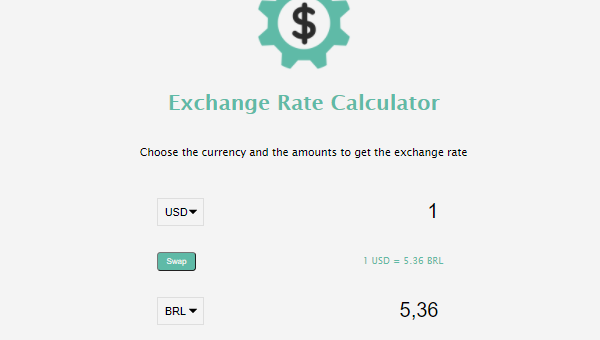 $
Exchange Rate Calculator
Choose the currency and the amounts to get the exchange rate
USD 1
Swap 1 USD = 5.36 BRL
BRL 5,36